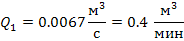 Q₁ = 0.0067 м³/с = 0.4 м³/мин